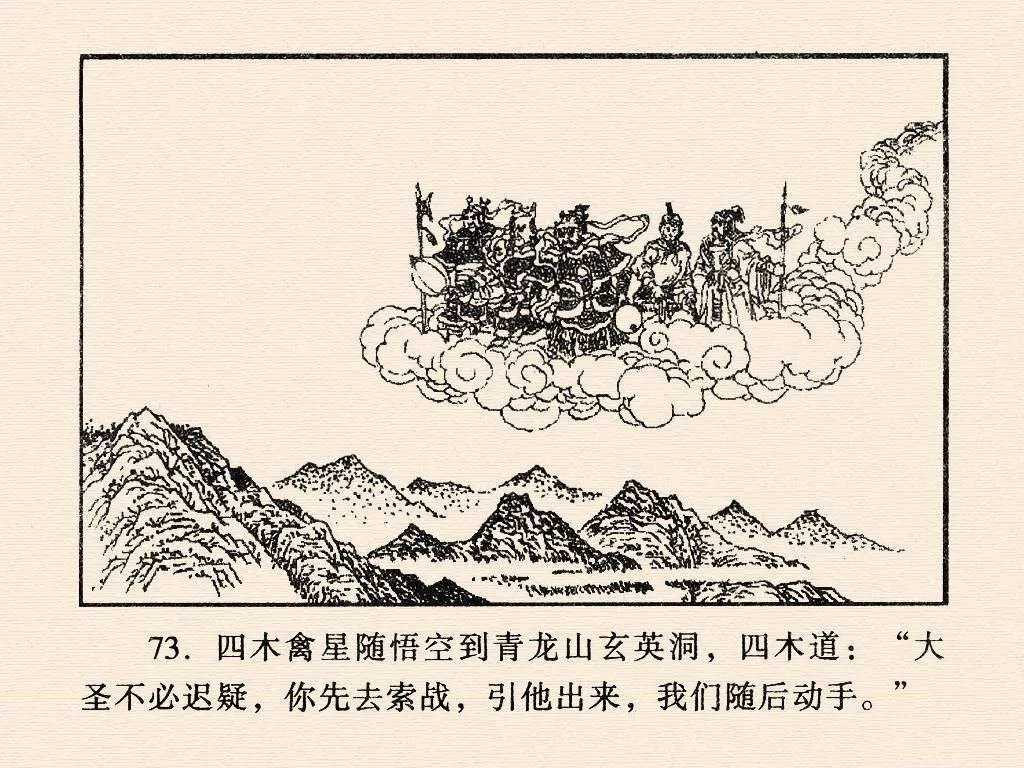 73. 四木禽星随悟空到青龙山玄英洞，四木道：“大
圣不必迟疑，你先去索战，引他出来，我们随后动手。”